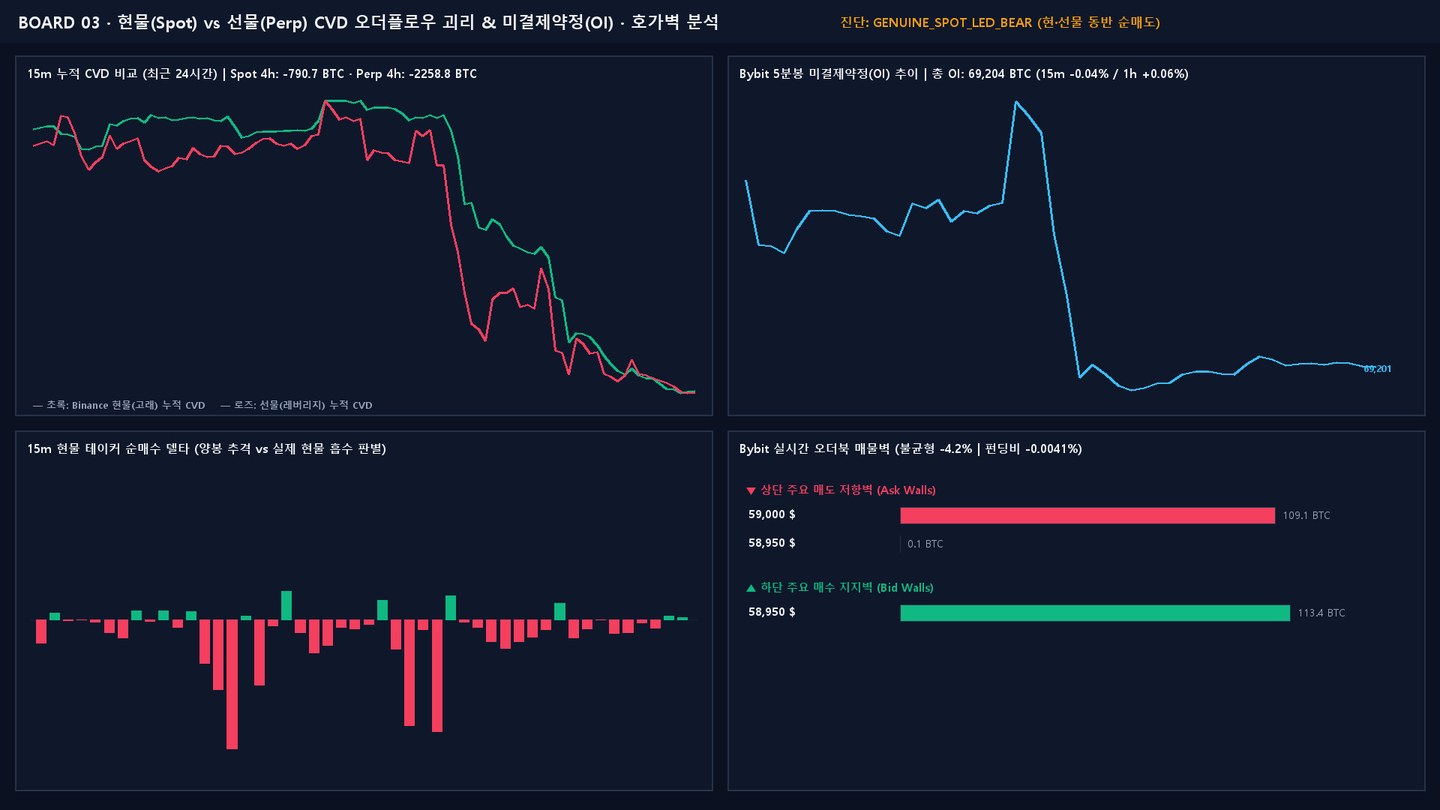 BOARD 03 · 현물(Spot) vs 선물(Perp) CVD 오더플로우 괴리 & 미결제약정(OI) · 호가벽 분석
진단: GENUINE_SPOT_LED_BEAR (현·선물 동반 순매도)
15m 누적 CVD 비교 (최근 24시간) | Spot 4h: -790.7 BTC · Perp 4h: -2258.8 BTC
— 초록: Binance 현물(고래) 누적 CVD — 로즈: 선물(레버리지) 누적 CVD
Bybit 5분봉 미결제약정(OI) 추이 | 총 OI: 69,204 BTC (15m -0.04% / 1h +0.06%)
69,201
15m 현물 테이커 순매수 델타 (양봉 추격 vs 실제 현물 흡수 판별)
Bybit 실시간 오더북 매물벽 (불균형 -4.2% | 펀딩비 -0.0041%)
▼ 상단 주요 매도 저항벽 (Ask Walls)
59,000 $ 109.1 BTC
58,950 $ 0.1 BTC
▲ 하단 주요 매수 지지벽 (Bid Walls)
58,950 $ 113.4 BTC